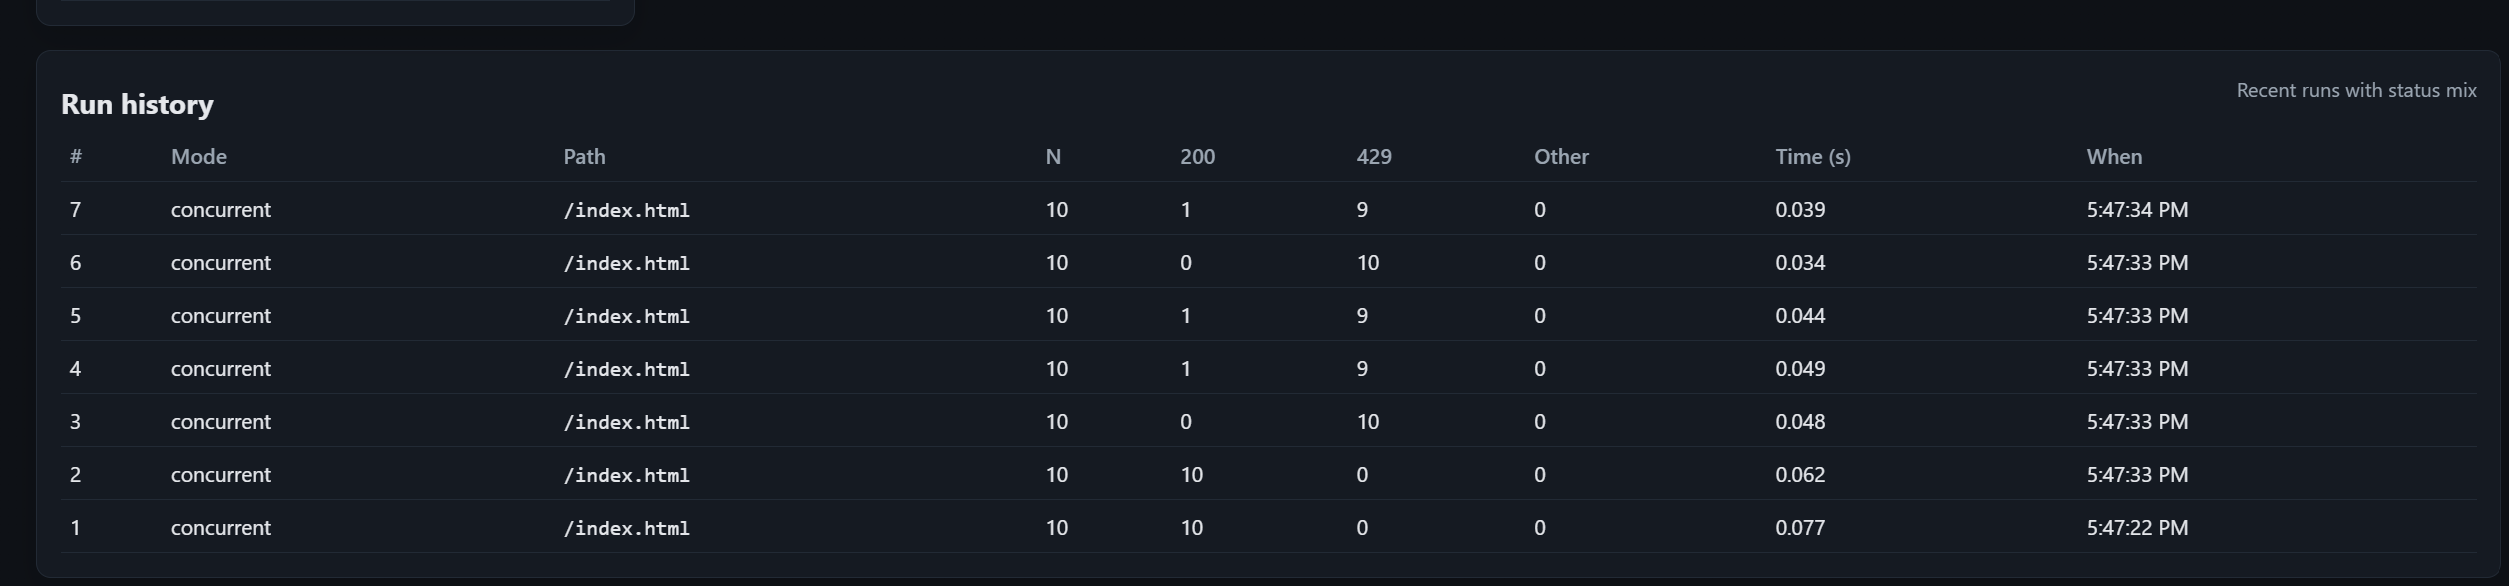 Run history
Recent runs with status mix
# Mode Path N 200 429 Other Time (s) When
7 concurrent /index.html 10 1 9 0 0.039 5:47:34 PM
6 concurrent /index.html 10 0 10 0 0.034 5:47:33 PM
5 concurrent /index.html 10 1 9 0 0.044 5:47:33 PM
4 concurrent /index.html 10 1 9 0 0.049 5:47:33 PM
3 concurrent /index.html 10 0 10 0 0.048 5:47:33 PM
2 concurrent /index.html 10 10 0 0 0.062 5:47:33 PM
1 concurrent /index.html 10 10 0 0 0.077 5:47:22 PM